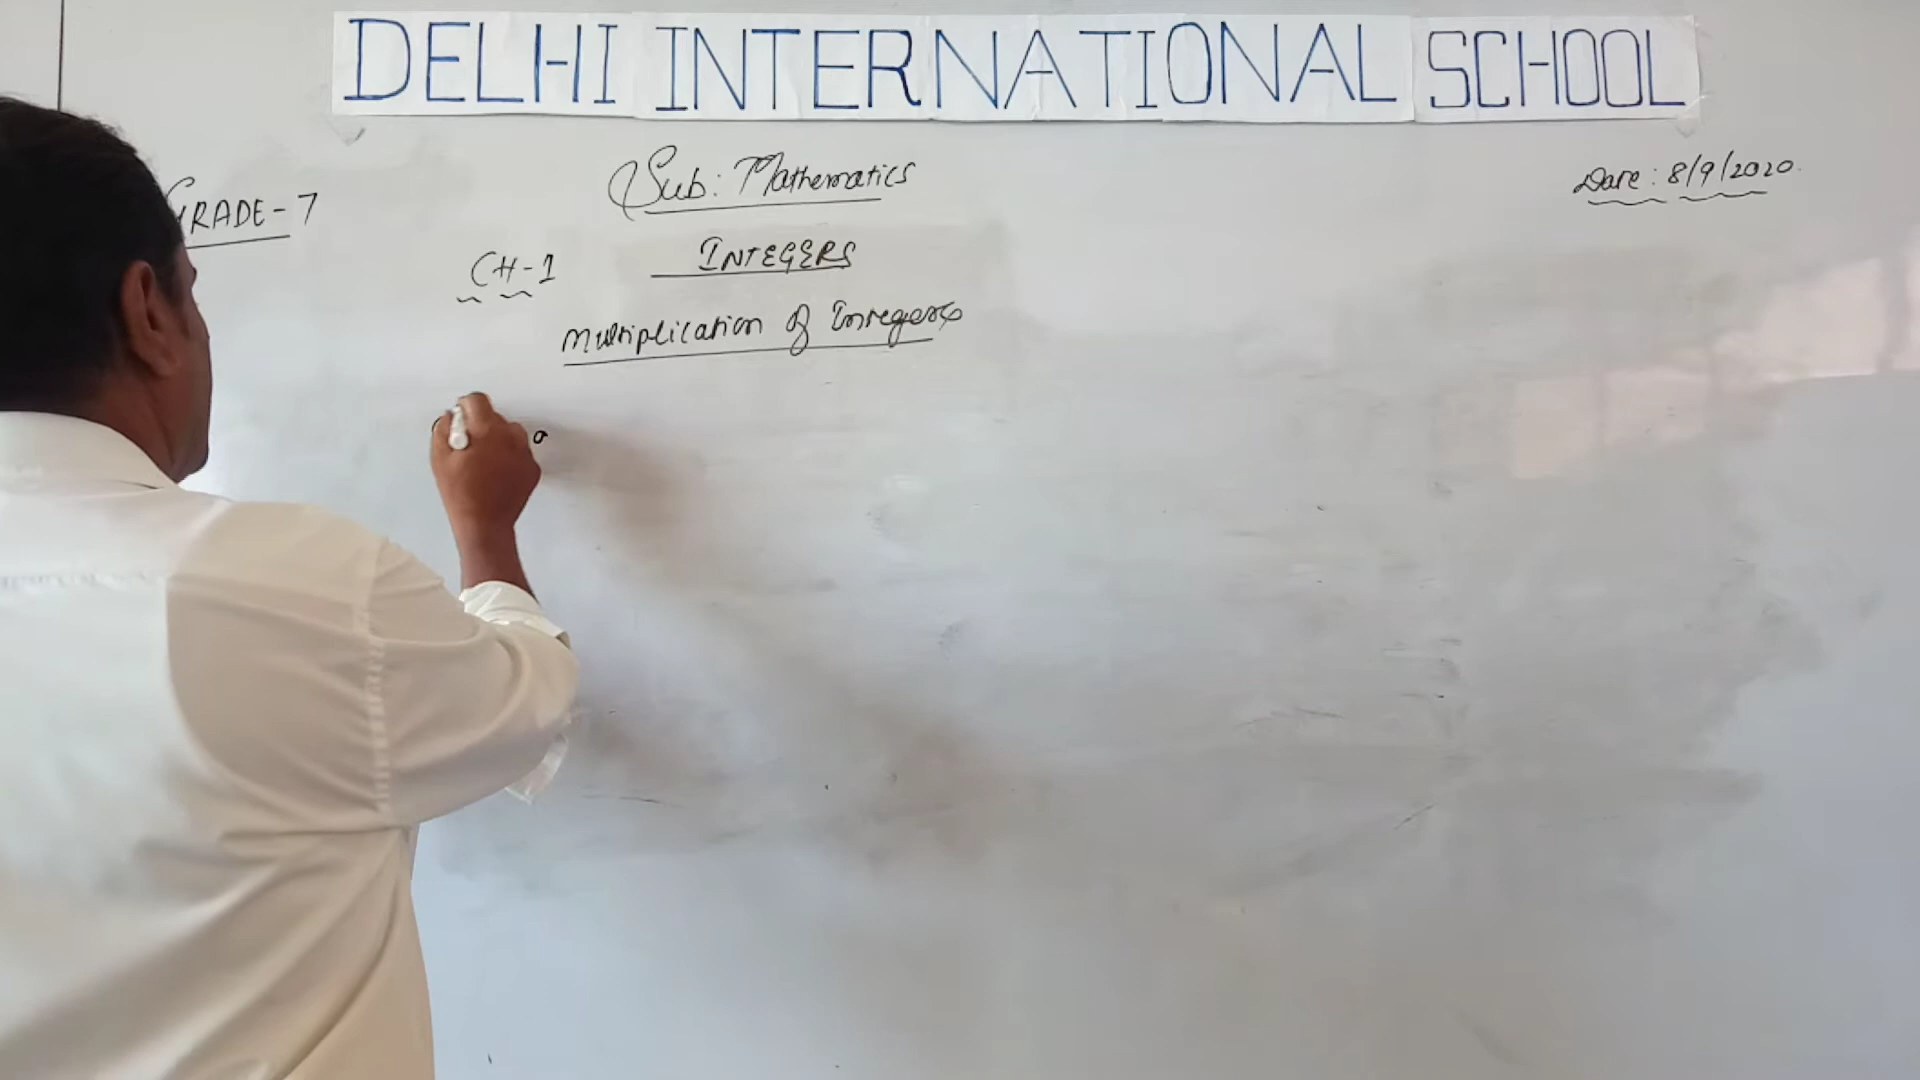 DELHI INTERNATIONAL SCHOOL
Sub: Mathematics
Date: 8/9/2020.
GRADE-7
CH-1 INTEGERS
Multiplication of Integers
a